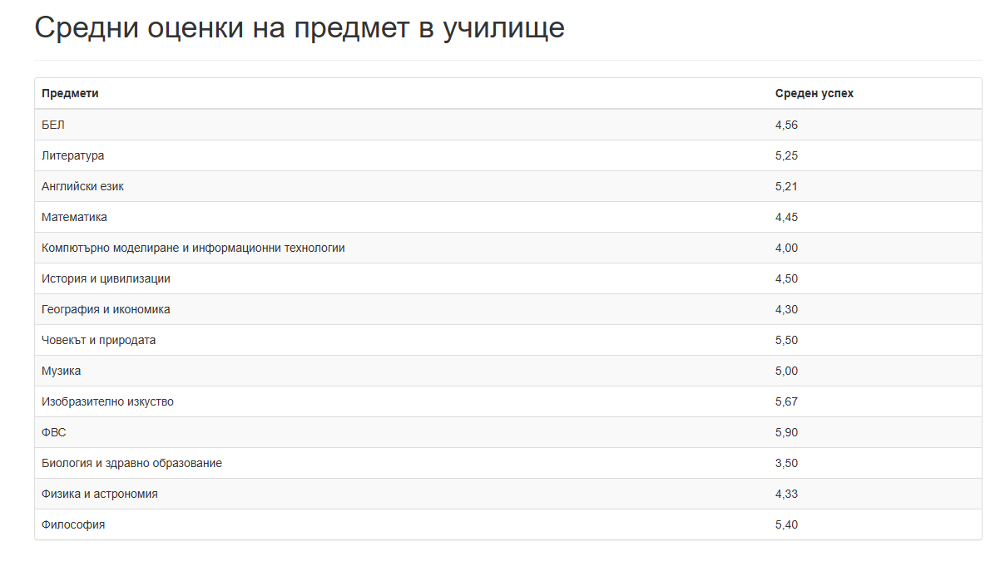 Средни оценки на предмет в училище
Предмети Среден успех
БЕЛ 4,56
Литература 5,25
Английски език 5,21
Математика 4,45
Компютърно моделиране и информационни технологии 4,00
История и цивилизации 4,50
География и икономика 4,30
Човекът и природата 5,50
Музика 5,00
Изобразително изкуство 5,67
ФВС 5,90
Биология и здравно образование 3,50
Физика и астрономия 4,33
Философия 5,40